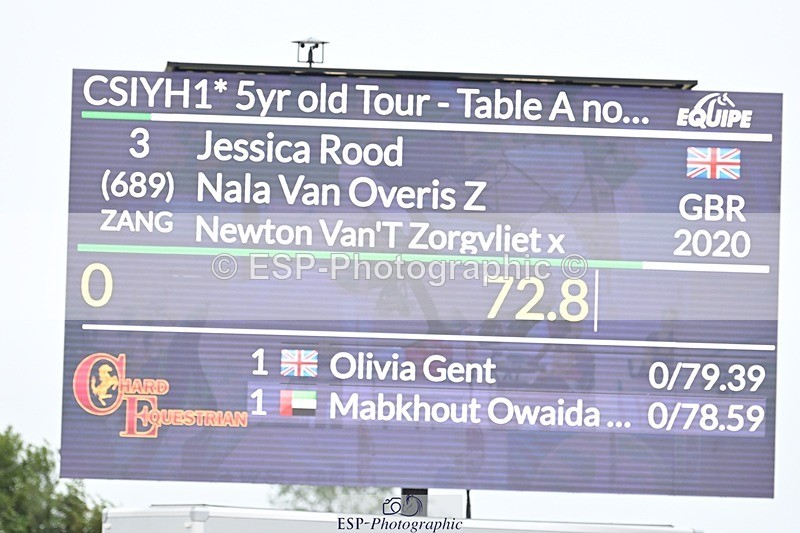 CSIYH1* 5yr old Tour - Table A no...
EQUIPE
3 Jessica Rood
(689) Nala Van Overis Z GBR
ZANG Newton Van'T Zorgvliet x 2020
© ESP-Photographic ©
0 72.8
1 Olivia Gent 0/79.39
1 Mabkhout Owaida ... 0/78.59
CHARD
EQUESTRIAN
ESP-Photographic